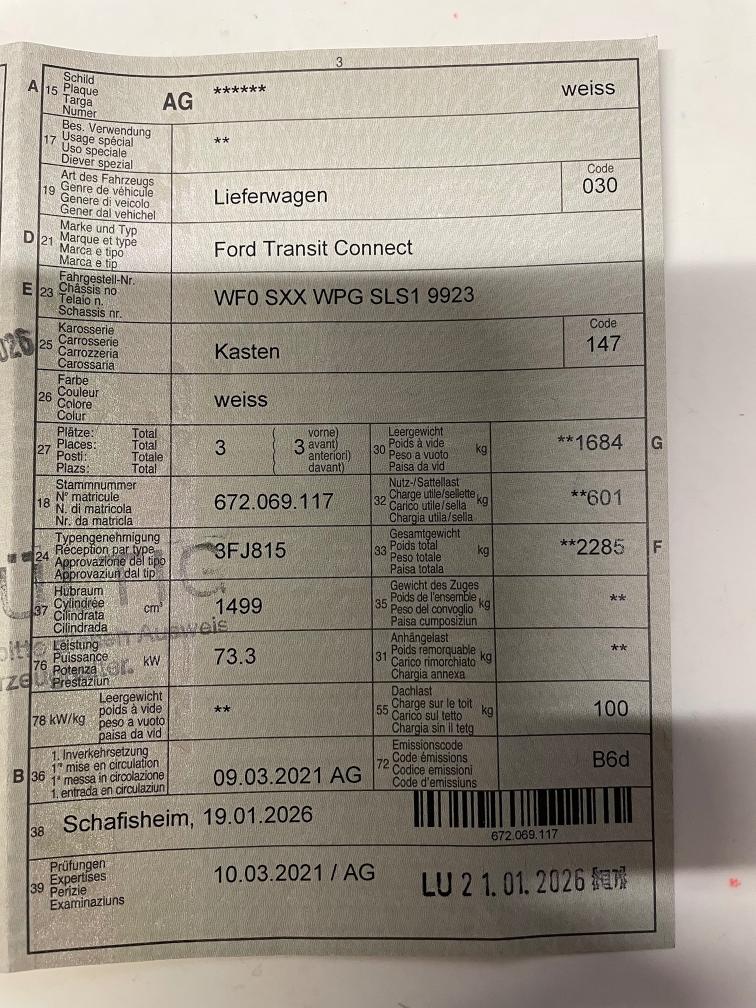 3
A 15 Schild Plaque Targa Numer AG ****** weiss
17 Bes. Verwendung Usage spécial Uso speciale Diever spezial **
19 Art des Fahrzeugs Genre de véhicule Genere di veicolo Gener dal vehichel Lieferwagen Code 030
D 21 Marke und Typ Marque et type Marca e tipo Marca e tip Ford Transit Connect
E 23 Fahrgestell-Nr. Châssis no Telaio n. Schassis nr. WF0 SXX WPG SLS1 9923
25 Karosserie Carrosserie Carrozzeria Carossaria Kasten Code 147
26 Farbe Couleur Colore Colur weiss
27 Plätze: Total Places: Total Posti: Totale Plazs: Total 3 3 vorne) avant) anteriori) davant) 30 Leergewicht Poids à vide Peso a vuoto Paisa da vid kg **1684 G
18 Stammnummer N° matricule N. di matricola Nr. da matricla 672.069.117 32 Nutz-/Sattellast Charge utile/sellette Carico utile/sella Chargia utila/sella kg **601
24 Typengenehmigung Réception par type Approvazione del tipo Approvaziun dal tip 3FJ815 33 Gesamtgewicht Poids total Peso totale Paisa totala kg **2285 F
37 Hubraum Cylindrée Cilindrata Cilindrada cm³ 1499 35 Gewicht des Zuges Poids de l'ensemble Peso del convoglio Paisa cumposiziun kg **
76 Leistung Puissance Potenza Prestaziun kW 73.3 31 Anhängelast Poids remorquable Carico rimorchiato Chargia annexa kg **
78 kW/kg Leergewicht poids à vide peso a vuoto paisa da vid ** 55 Dachlast Charge sur le toit Carico sul tetto Chargia sin il tetg kg 100
B 36 1. Inverkehrsetzung 1re mise en circulation 1a messa in circolazione 1. entrada en circulaziun 09.03.2021 AG 72 Emissionscode Code émissions Codice emissioni Code d'emissiuns B6d
38 Schafisheim, 19.01.2026 672.069.117
39 Prüfungen Expertises Perizie Examinaziuns 10.03.2021 / AG LU 21.01.2026